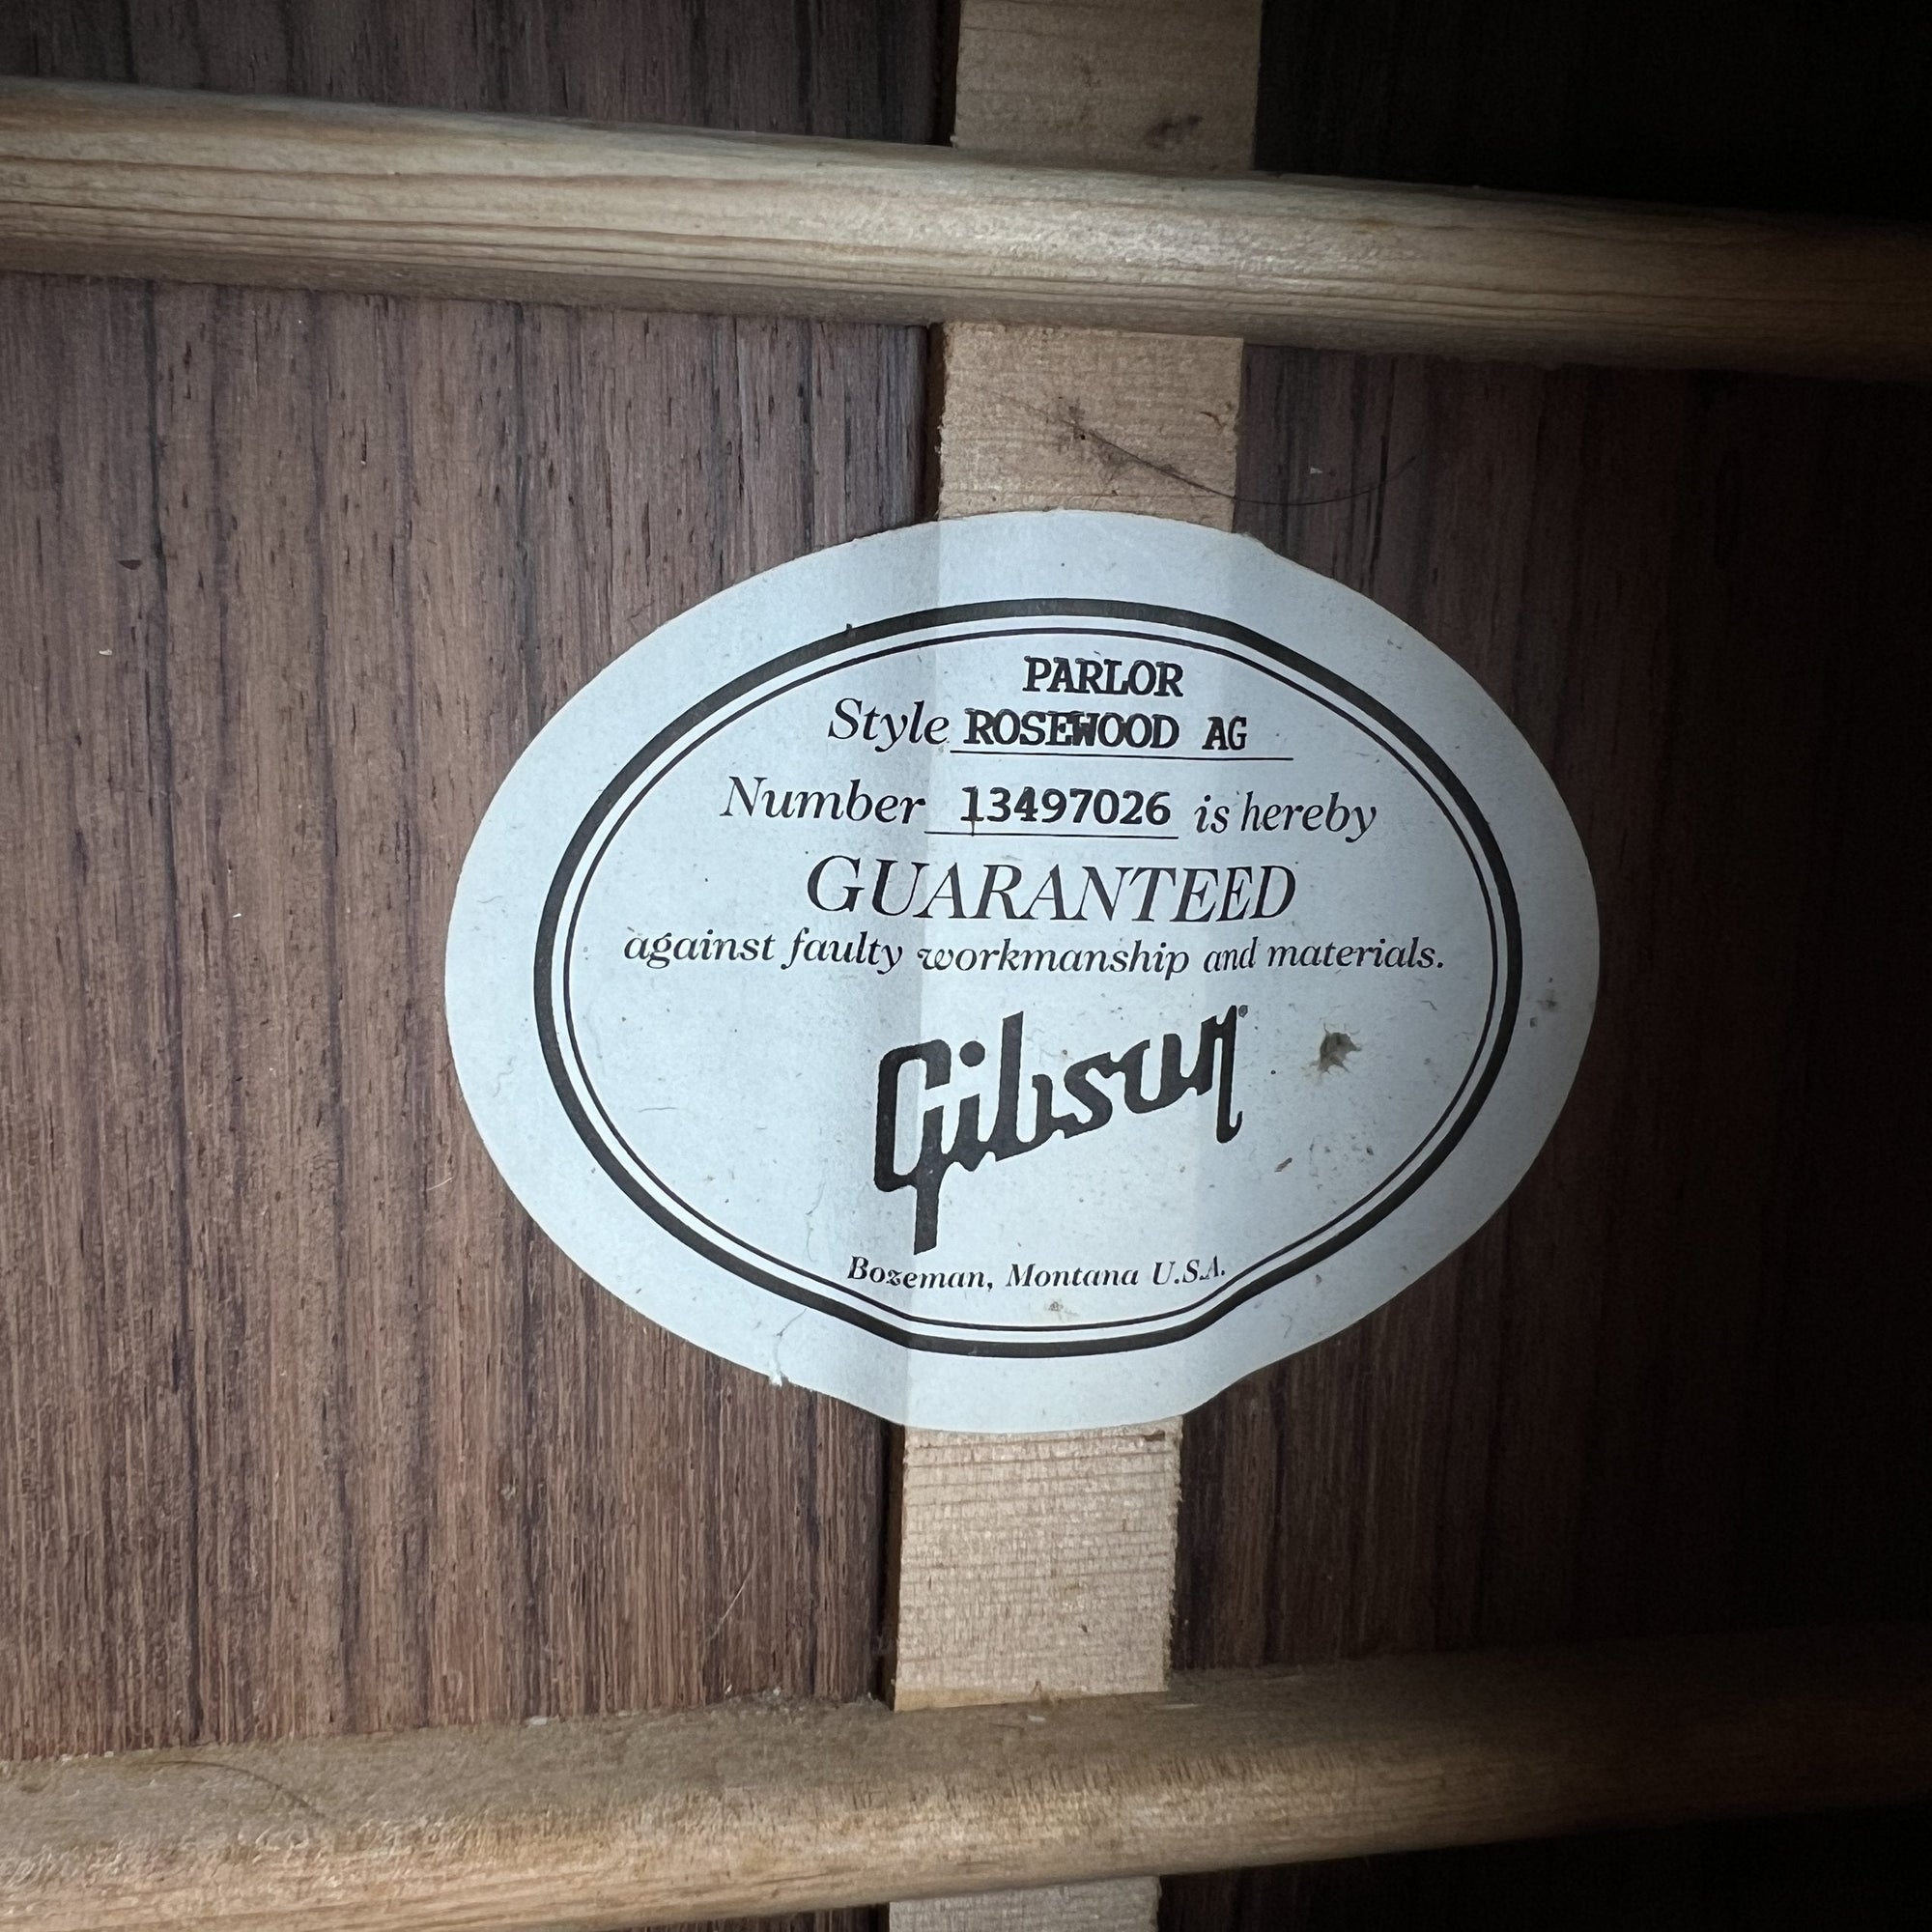 PARLOR
Style ROSEWOOD AG
Number 13497026 is hereby
GUARANTEED
against faulty workmanship and materials.
Gibson®
Bozeman, Montana U.S.A.